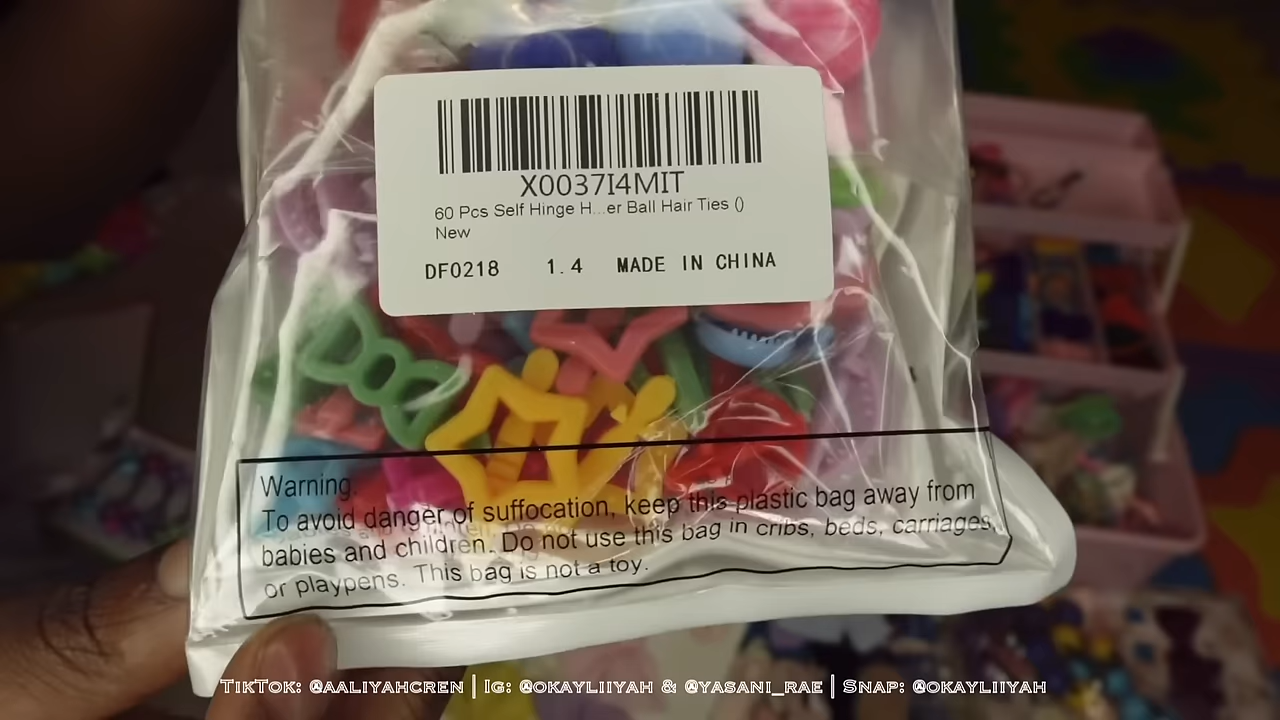 X0037I4MIT
60 Pcs Self Hinge H...er Ball Hair Ties ()
New
DF0218 1.4 MADE IN CHINA
Warning.
To avoid danger of suffocation, keep this plastic bag away from
babies and children. Do not use this bag in cribs, beds, carriages,
or playpens. This bag is not a toy.
TikTok: @aaliyahcren | Ig: @okayliiyah & @yasani_rae | Snap: @okayliiyah